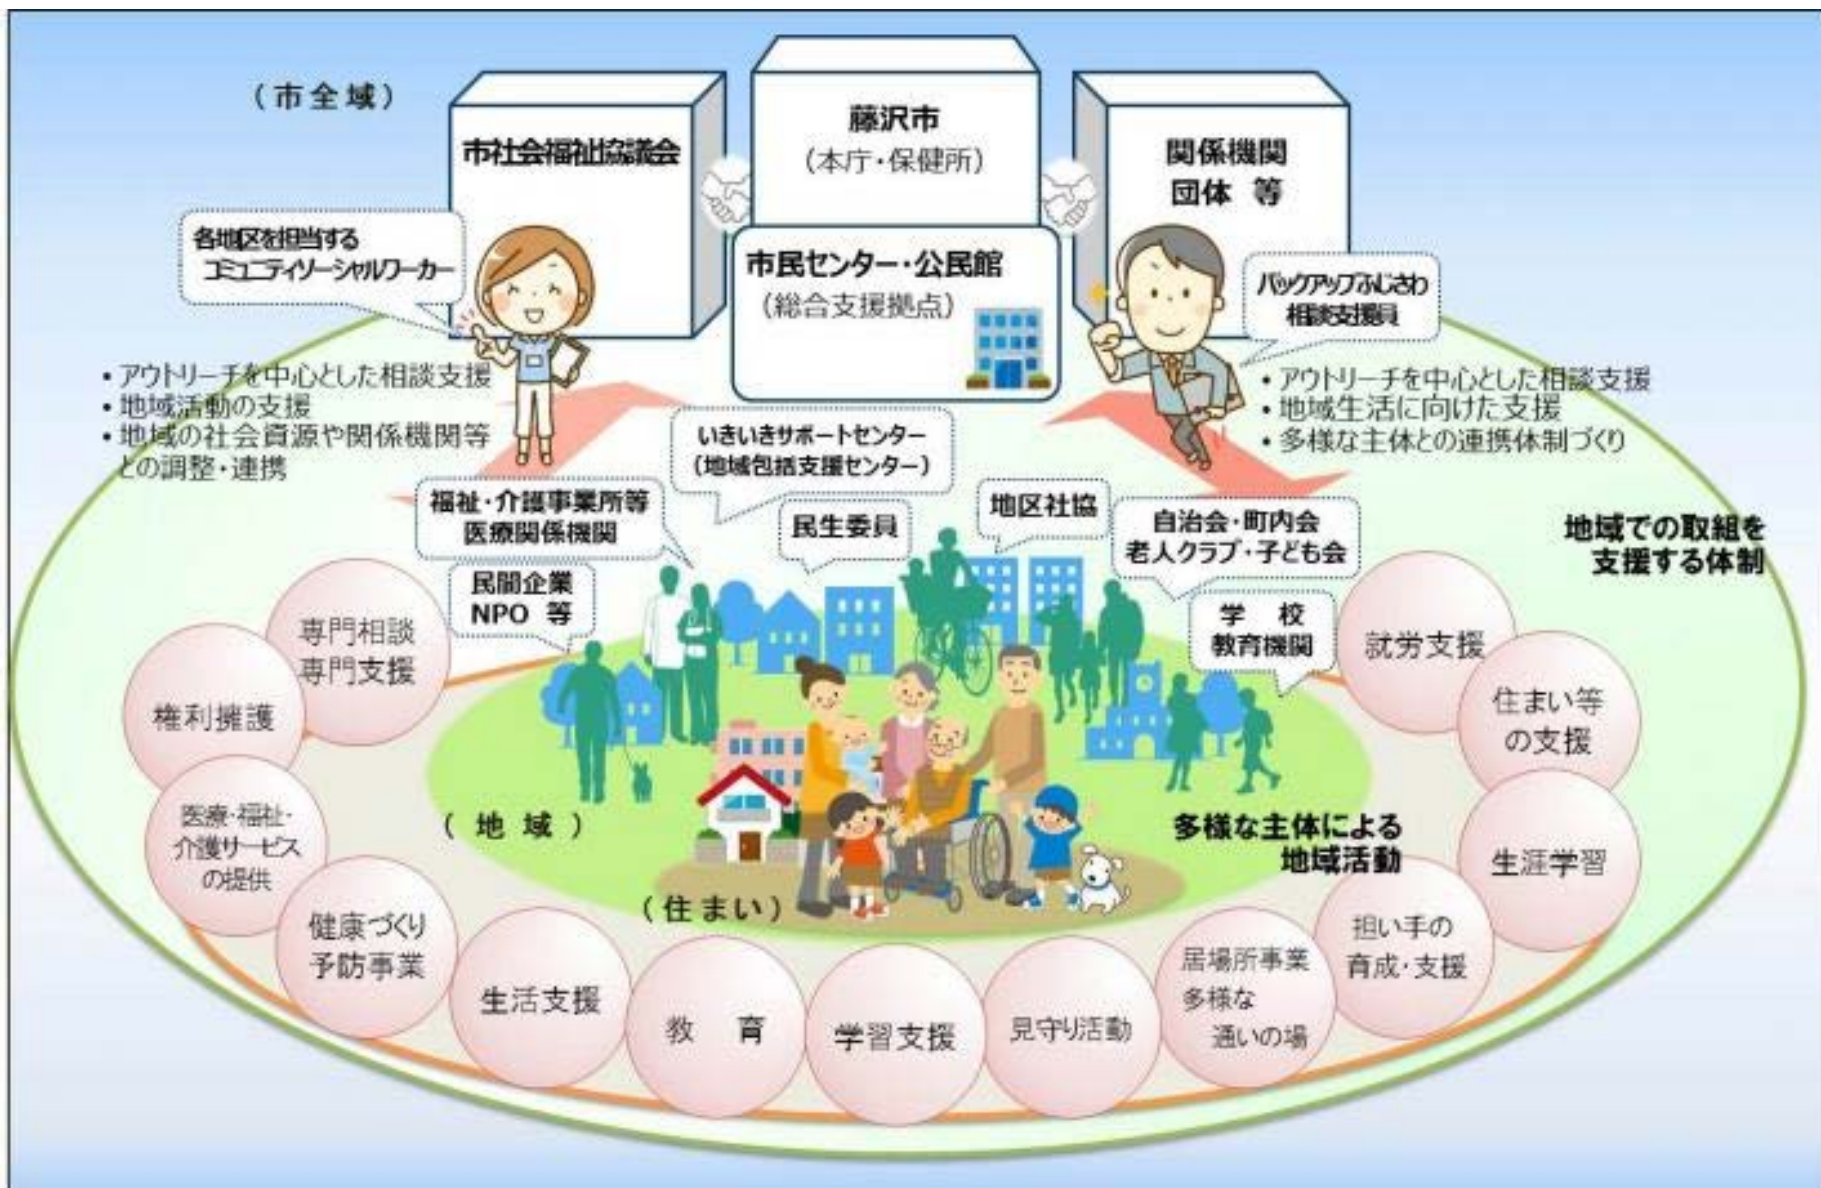 （市全域）
市社会福祉協議会
藤沢市
（本庁・保健所）
関係機関
団体 等
市民センター・公民館
（総合支援拠点）
各地区を担当する
コミュニティソーシャルワーカー
バックアップふじさわ
相談支援員
・アウトリーチを中心とした相談支援
・地域活動の支援
・地域の社会資源や関係機関等
との調整・連携
・アウトリーチを中心とした相談支援
・地域生活に向けた支援
・多様な主体との連携体制づくり
いきいきサポートセンター
（地域包括支援センター）
福祉・介護事業所等
医療関係機関
民生委員
地区社協
自治会・町内会
老人クラブ・子ども会
地域での取組を
支援する体制
民間企業
NPO 等
学 校
教育機関
専門相談
専門支援
権利擁護
医療・福祉・
介護サービス
の提供
健康づくり
予防事業
生活支援
教 育
学習支援
見守り活動
居場所事業
多様な
通いの場
担い手の
育成・支援
生涯学習
住まい等
の支援
就労支援
（地域）
多様な主体による
地域活動
（住まい）